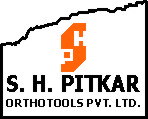 S. H. PITKAR
ORTHOTOOLS PVT. LTD.